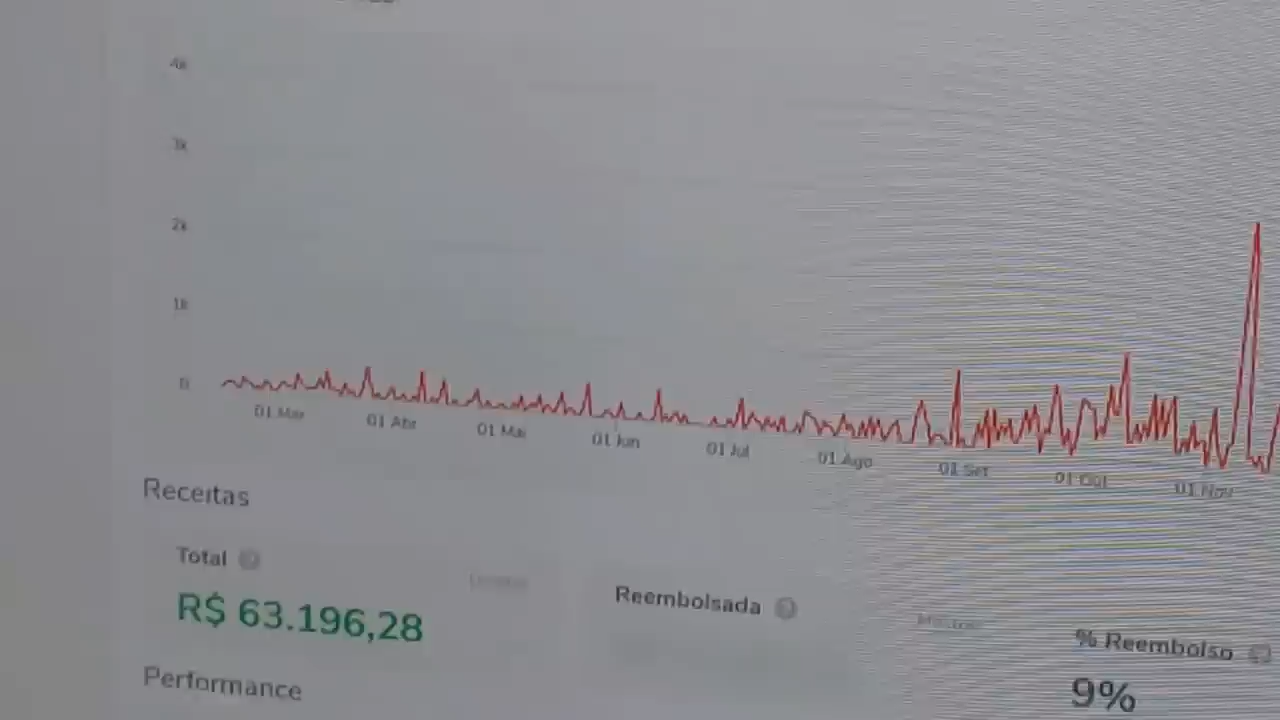 4k
3k
2k
1k
0
01 Mar
01 Abr
01 Mai
01 Jun
01 Jul
01 Ago
01 Set
01 Out
01 Nov
Receitas
Total
R$ 63.196,28
Reembolsada
% Reembolso
9%
Performance